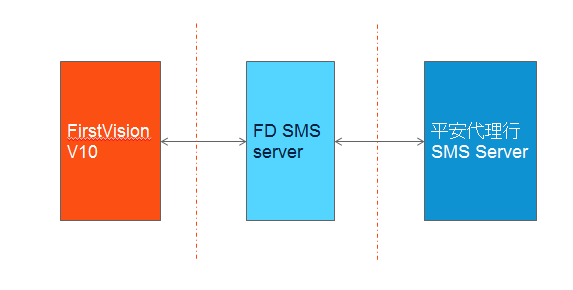 FirstVision
V10
FD SMS
server
平安代理行
SMS Server